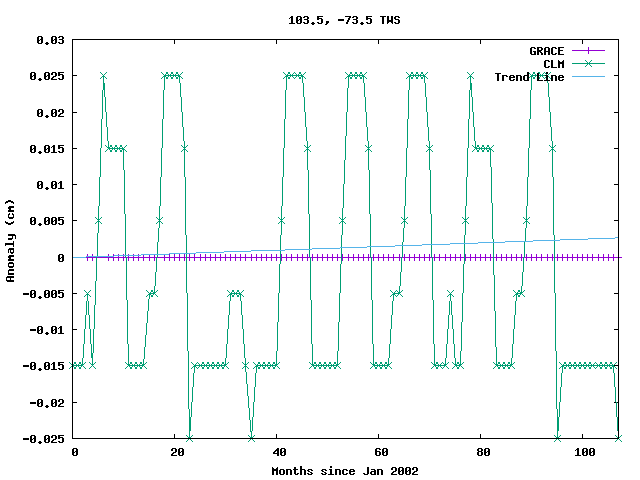 103.5, -73.5 TWS
0.03
0.025
0.02
0.015
0.01
0.005
0
-0.005
-0.01
-0.015
-0.02
-0.025
Anomaly (cm)
GRACE
CLM
Trend Line
0 20 40 60 80 100
Months since Jan 2002